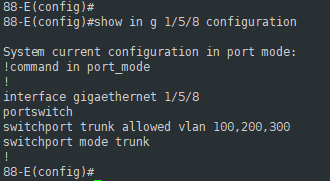 88-E(config)#
88-E(config)#show in g 1/5/8 configuration
System current configuration in port mode:
!command in port_mode
!
interface gigaethernet 1/5/8
portswitch
switchport trunk allowed vlan 100,200,300
switchport mode trunk
!
88-E(config)#